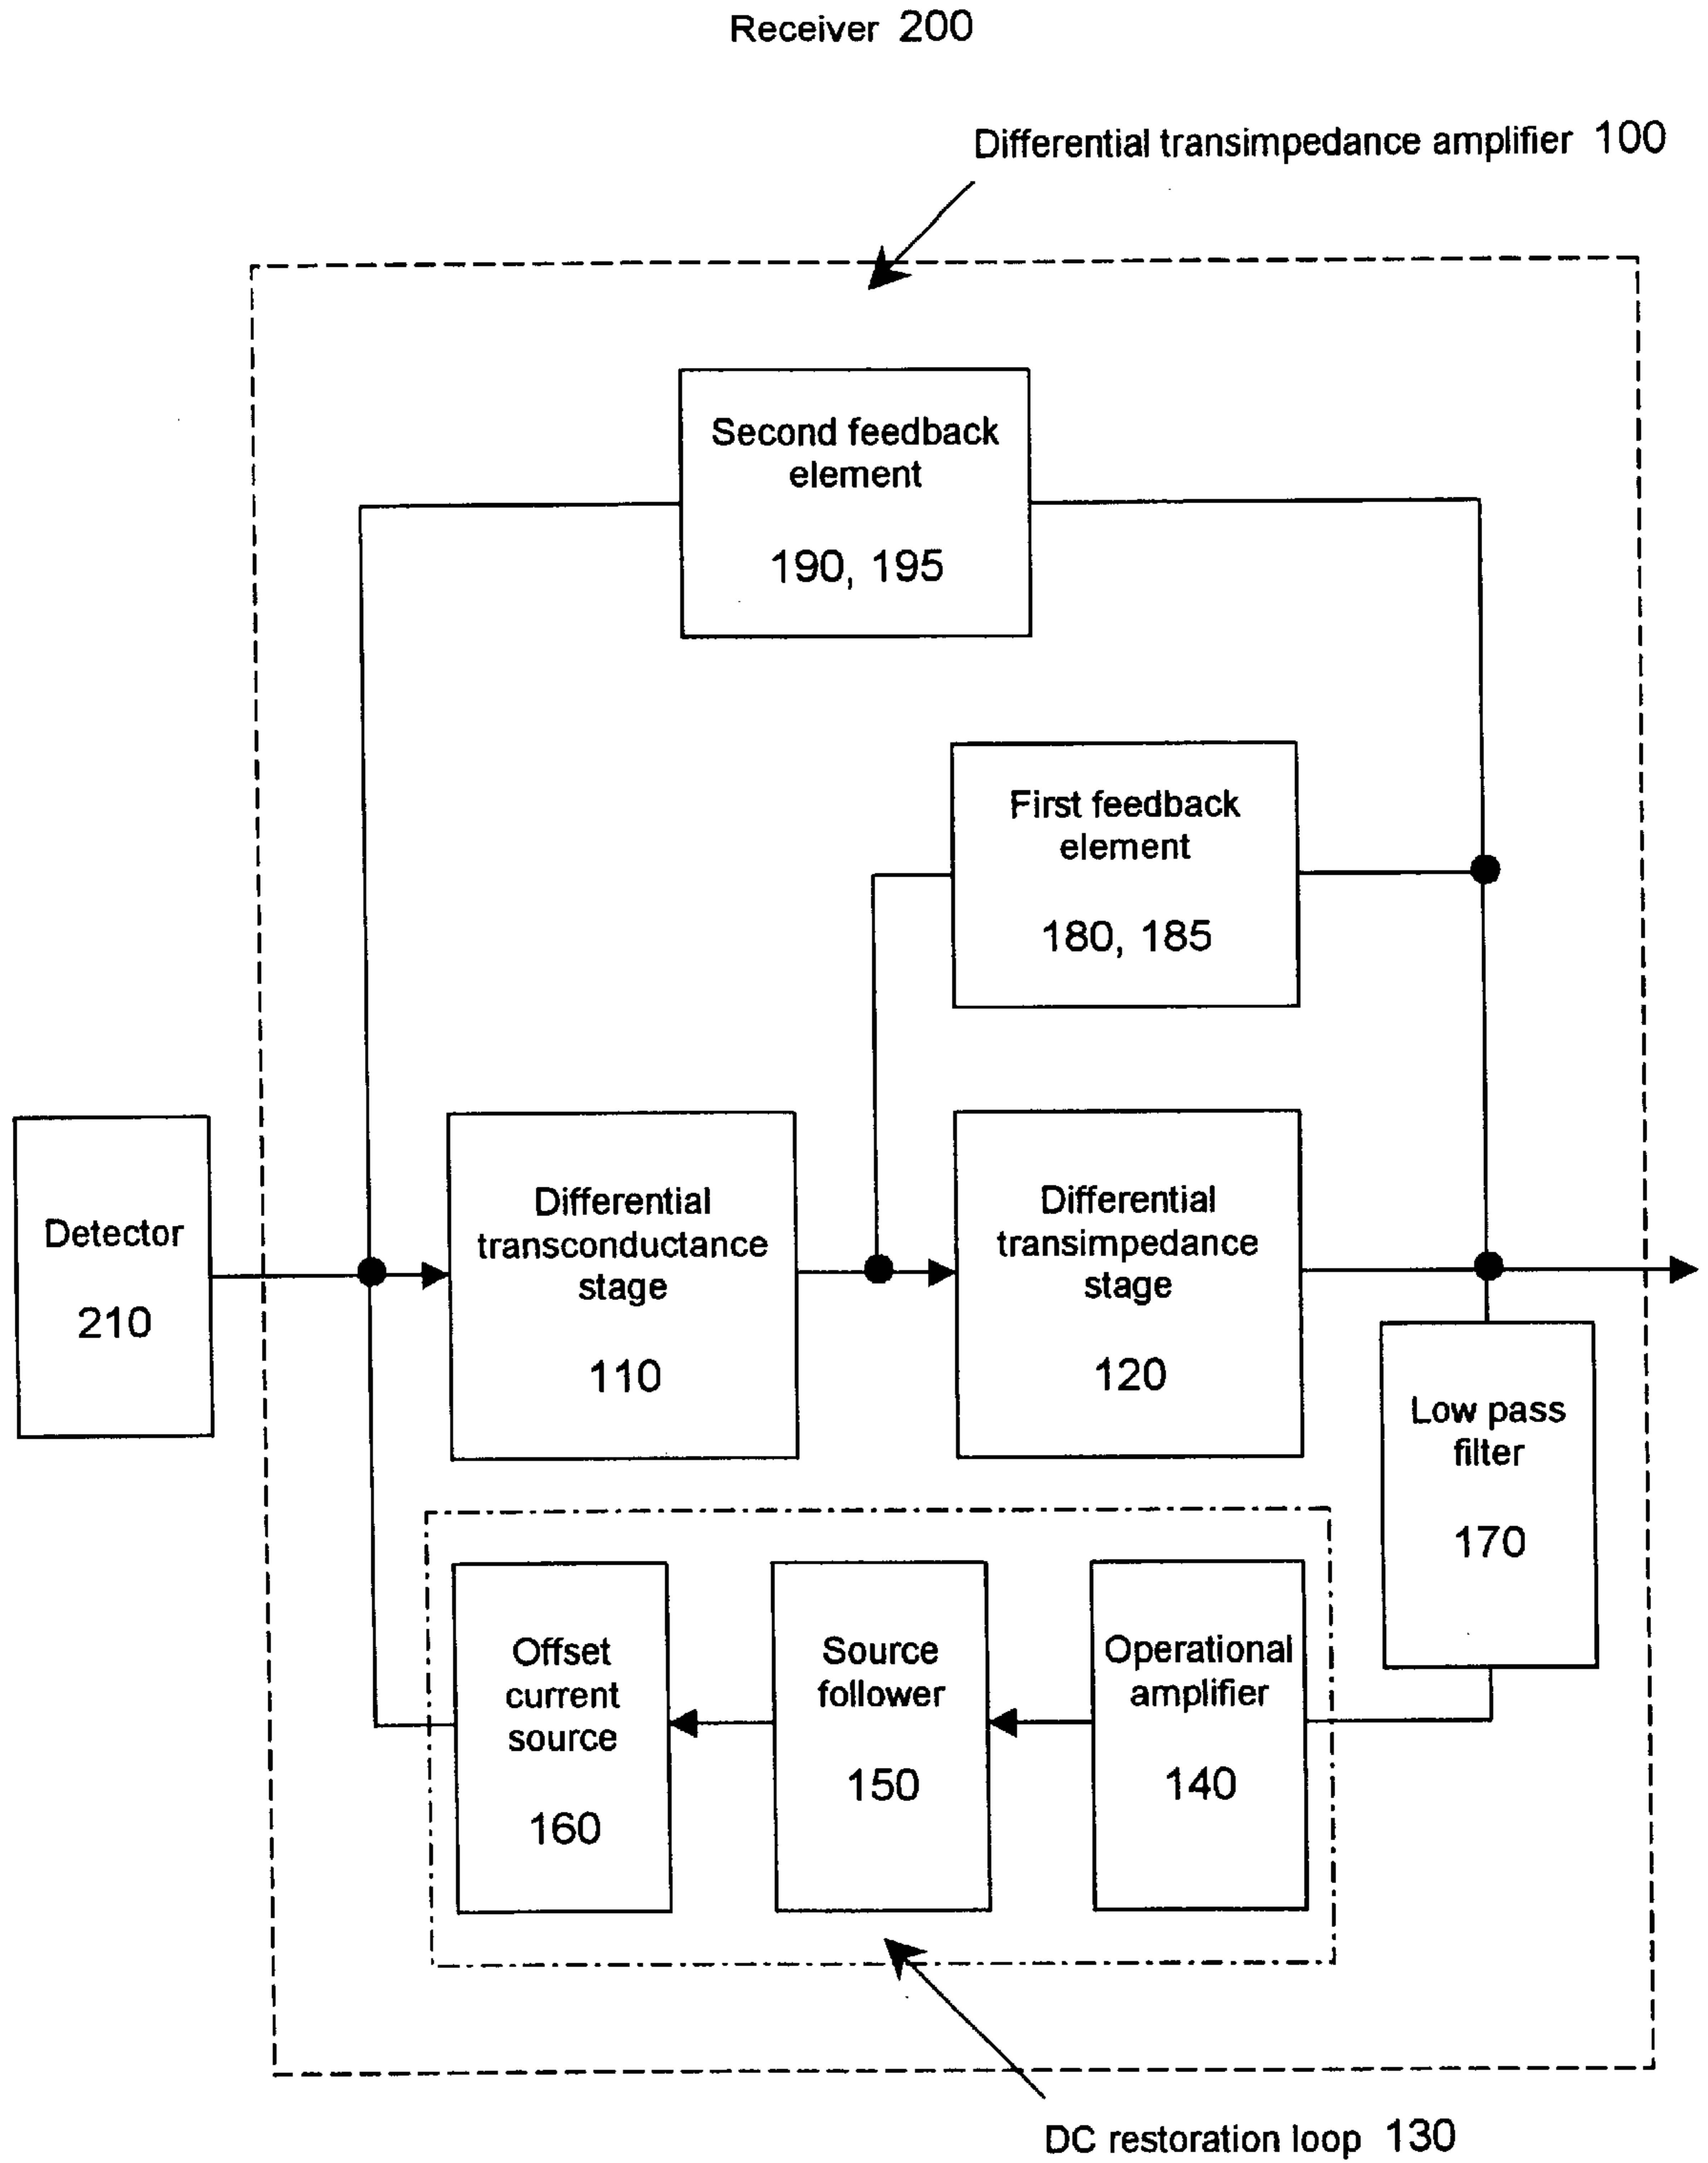 Receiver 200
Differential transimpedance amplifier 100
Second feedback
element
190, 195
First feedback
element
180, 185
Detector
210
Differential
transconductance
stage
110
Differential
transimpedance
stage
120
Low pass
filter
170
Offset
current
source
160
Source
follower
150
Operational
amplifier
140
DC restoration loop 130